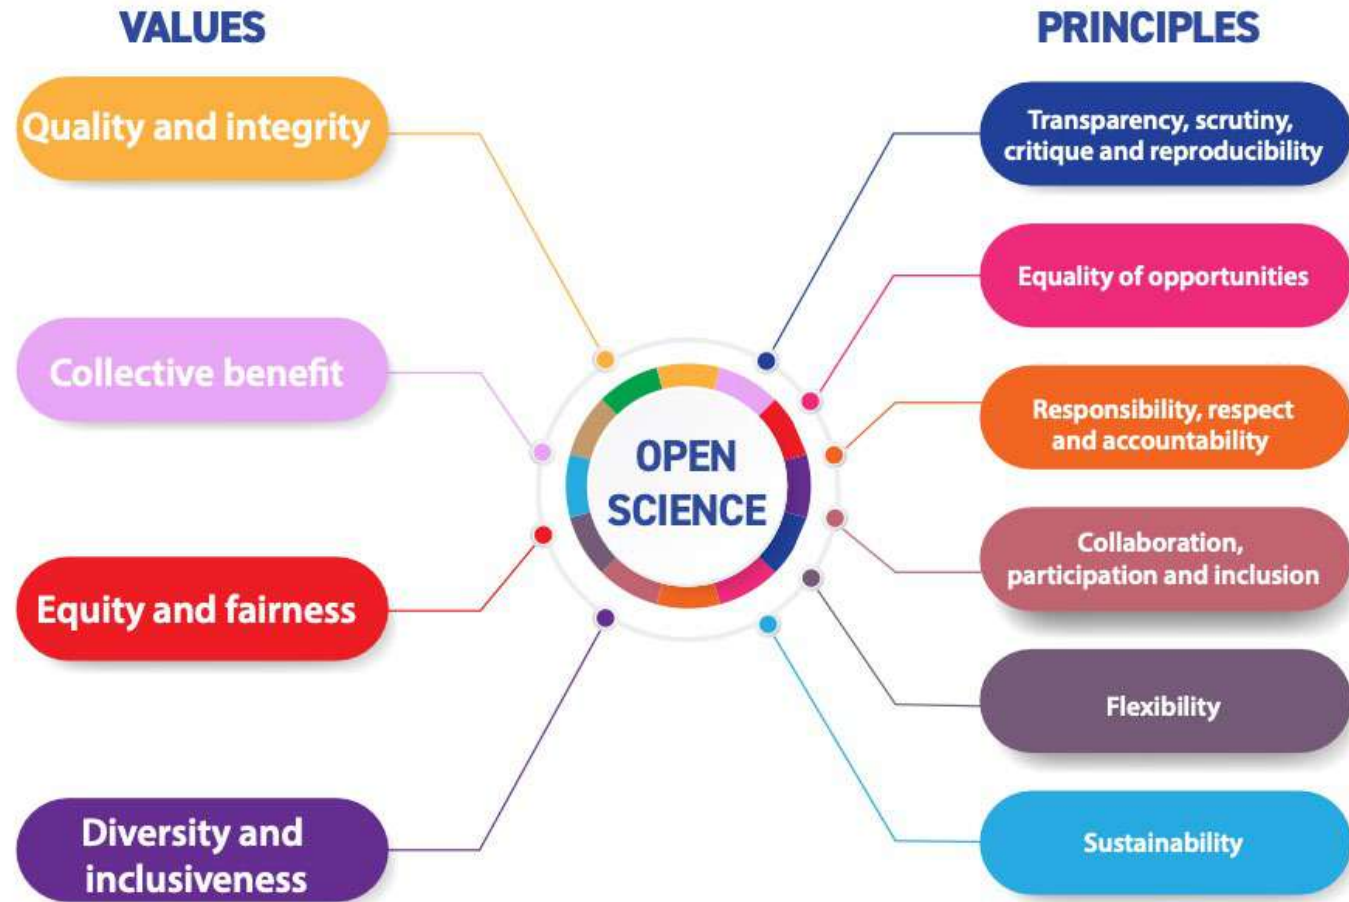 VALUES
Quality and integrity
Collective benefit
Equity and fairness
Diversity and
inclusiveness
OPEN
SCIENCE
PRINCIPLES
Transparency, scrutiny,
critique and reproducibility
Equality of opportunities
Responsibility, respect
and accountability
Collaboration,
participation and inclusion
Flexibility
Sustainability